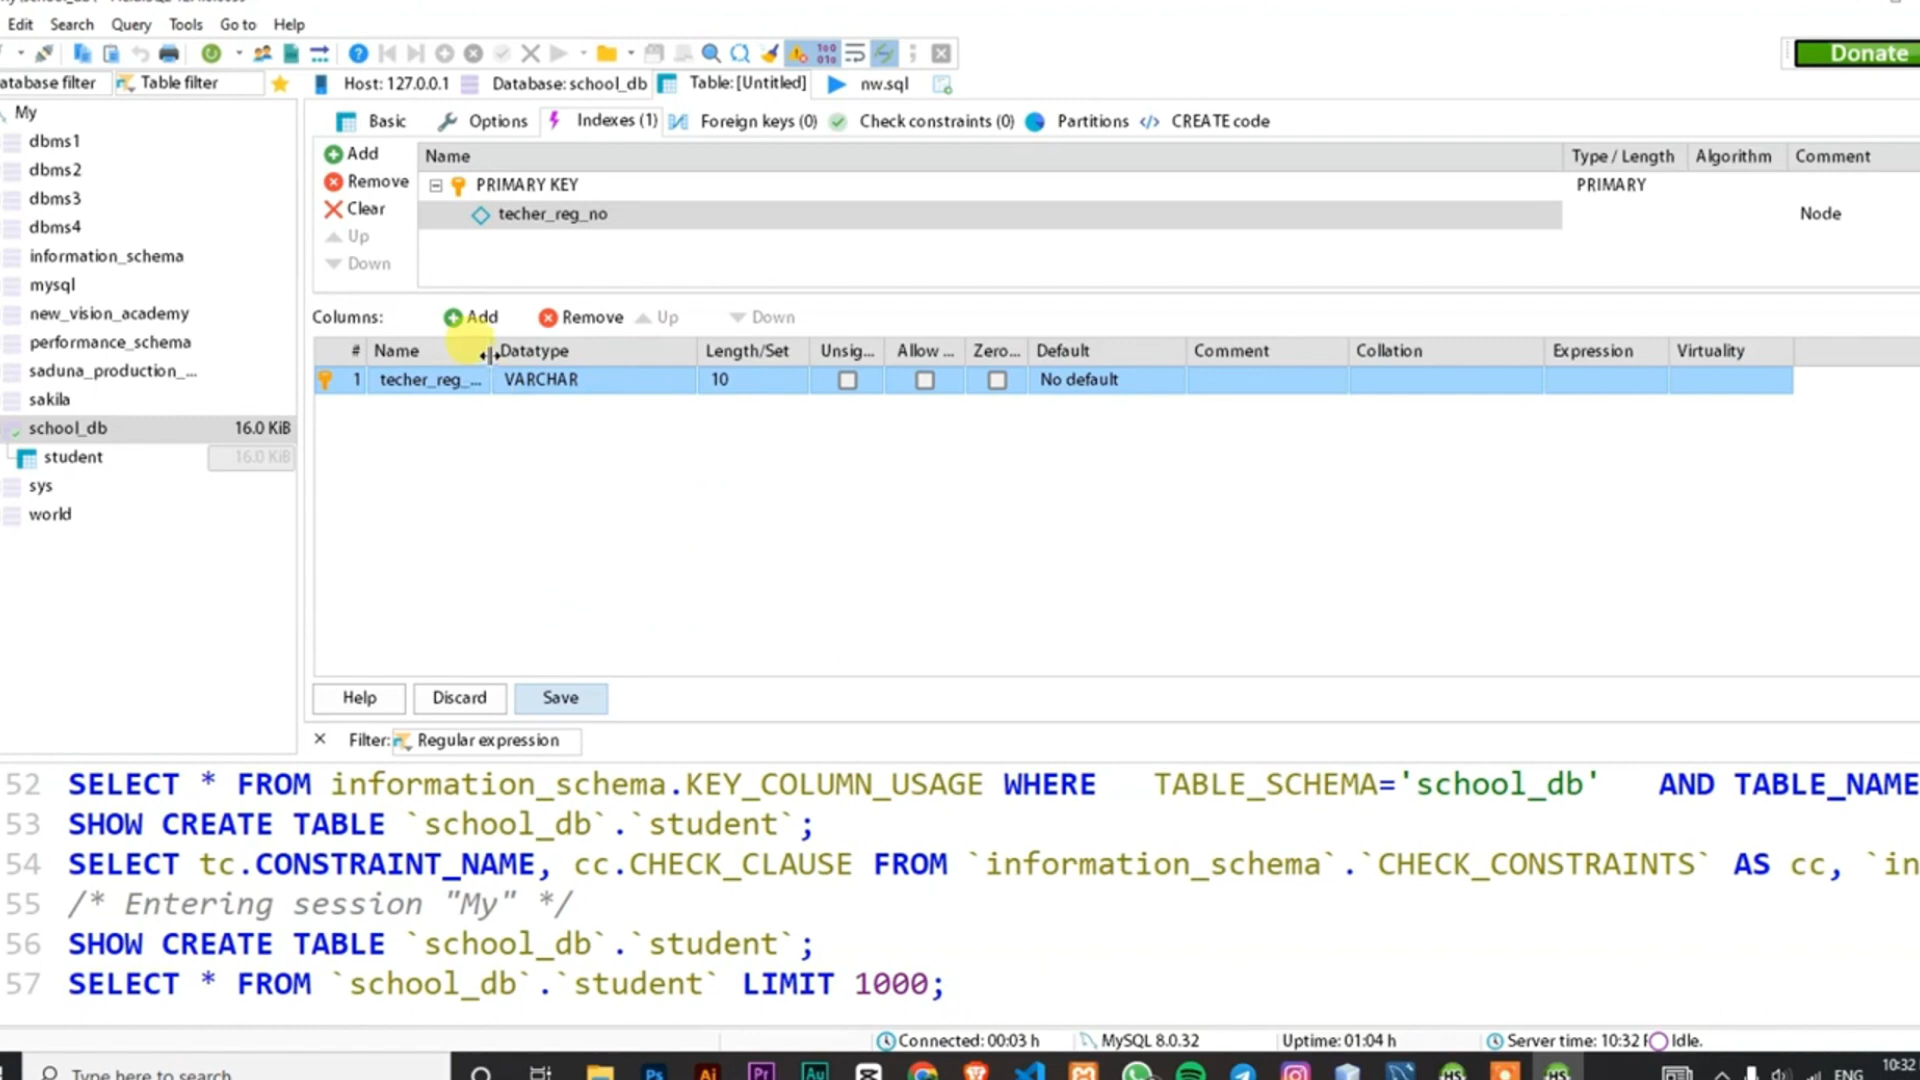 Edit Search Query Tools Go to Help
Donate
atabase filter Table filter Host: 127.0.0.1 Database: school_db Table: [Untitled] nw.sql
My
dbms1
dbms2
dbms3
dbms4
information_schema
mysql
new_vision_academy
performance_schema
saduna_production_...
sakila
school_db 16.0 KiB
student 16.0 KiB
sys
world
Basic Options Indexes (1) Foreign keys (0) Check constraints (0) Partitions CREATE code
Add
Remove
Clear
Up
Down
Name Type / Length Algorithm Comment
PRIMARY KEY PRIMARY
techer_reg_no Node
Columns: Add Remove Up Down
# Name Datatype Length/Set Unsig... Allow ... Zero... Default Comment Collation Expression Virtuality
1 techer_reg_... VARCHAR 10 No default
Help Discard Save
Filter: Regular expression
52 SELECT * FROM information_schema.KEY_COLUMN_USAGE WHERE TABLE_SCHEMA='school_db' AND TABLE_NAME
53 SHOW CREATE TABLE `school_db`.`student`;
54 SELECT tc.CONSTRAINT_NAME, cc.CHECK_CLAUSE FROM `information_schema`.`CHECK_CONSTRAINTS` AS cc, `in
55 /* Entering session "My" */
56 SHOW CREATE TABLE `school_db`.`student`;
57 SELECT * FROM `school_db`.`student` LIMIT 1000;
Connected: 00:03 h MySQL 8.0.32 Uptime: 01:04 h Server time: 10:32 Idle.
Type here to search
Ps Ai Pr Au HS HS ENG 10:32